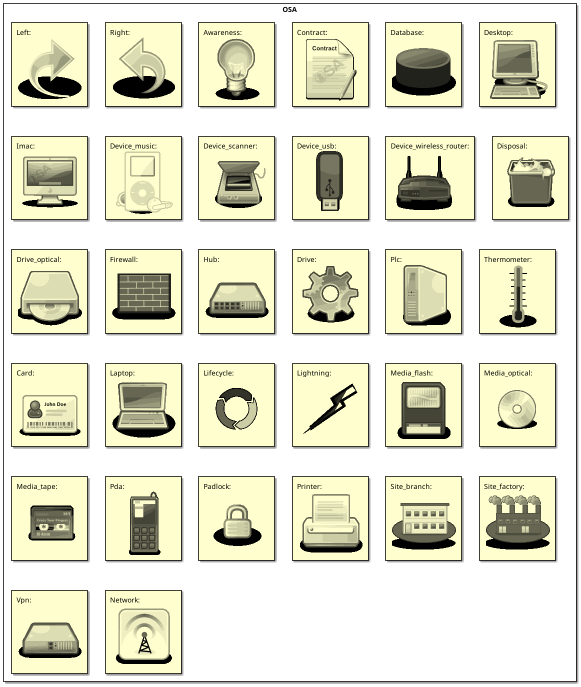 OSA
Left:
Right:
Awareness:
Contract:
Database:
Desktop:
Contract
Imac:
Device_music:
Device_scanner:
Device_usb:
Device_wireless_router:
Disposal:
Drive_optical:
Firewall:
Hub:
Drive:
Plc:
Thermometer:
Card:
Laptop:
Lifecycle:
Lightning:
Media_flash:
Media_optical:
John Doe
Media_tape:
Pda:
Padlock:
Printer:
Site_branch:
Site_factory:
Vpn:
Network: